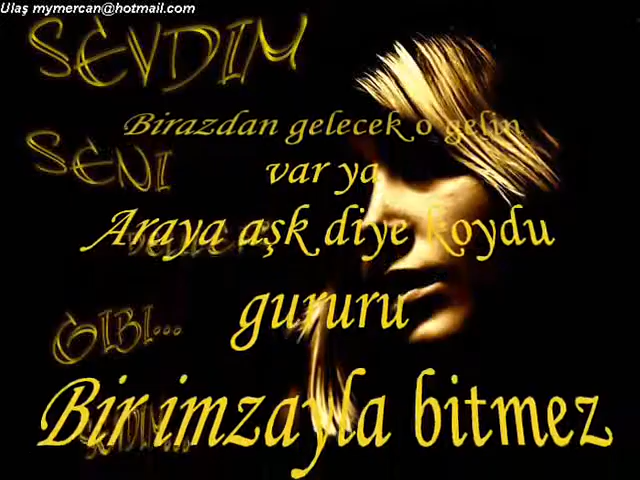 Ulaş mymercan@hotmail.com
SEVDIM
Birazdan gelecek o gelin
SENI
var ya
Araya aşk diye koydu
GIBI...
gururu
Bir imzayla bitmez